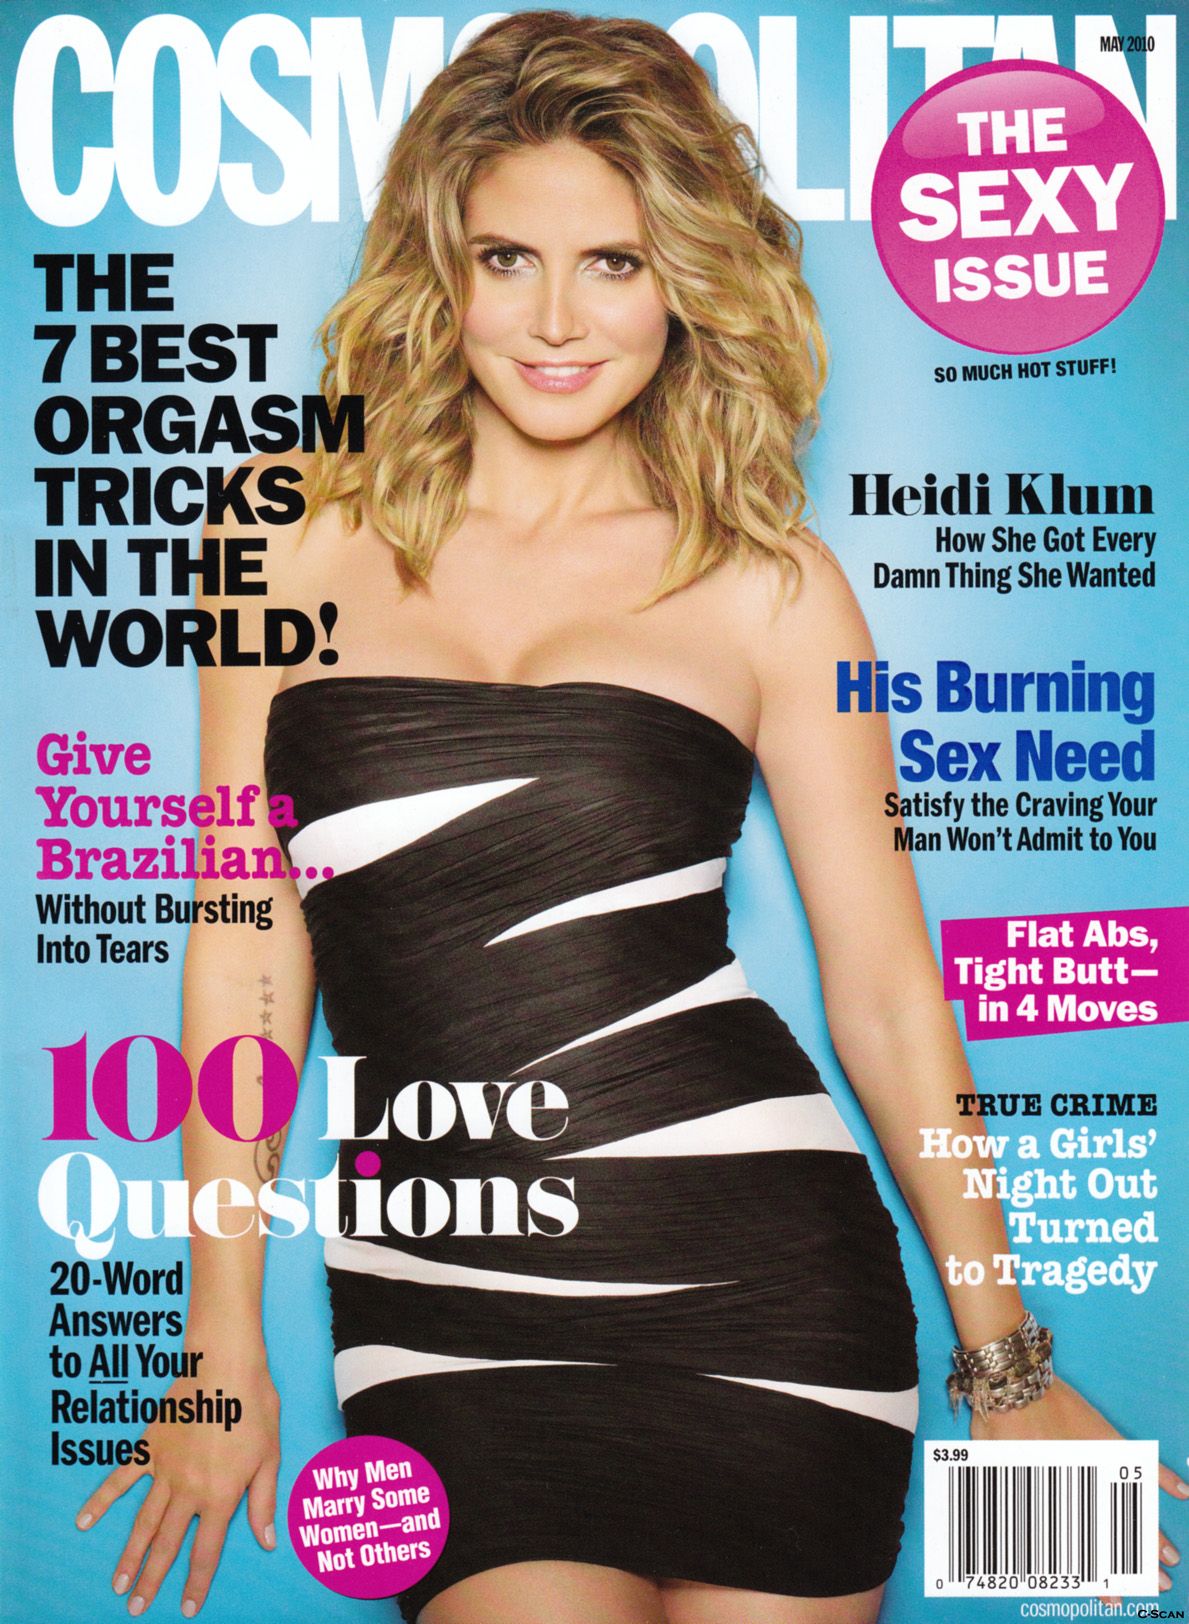 COSMOPOLITAN
MAY 2010
THE
SEXY
ISSUE
SO MUCH HOT STUFF!
THE
7 BEST
ORGASM
TRICKS
IN THE
WORLD!
Give
Yourself a
Brazilian...
Without Bursting
Into Tears
100 Love
Questions
20-Word
Answers
to All Your
Relationship
Issues
Why Men
Marry Some
Women—and
Not Others
Heidi Klum
How She Got Every
Damn Thing She Wanted
His Burning
Sex Need
Satisfy the Craving Your
Man Won't Admit to You
Flat Abs,
Tight Butt—
in 4 Moves
TRUE CRIME
How a Girls'
Night Out
Turned
to Tragedy
$3.99
05
0 74820 08233 1
cosmopolitan.com
C-SCAN